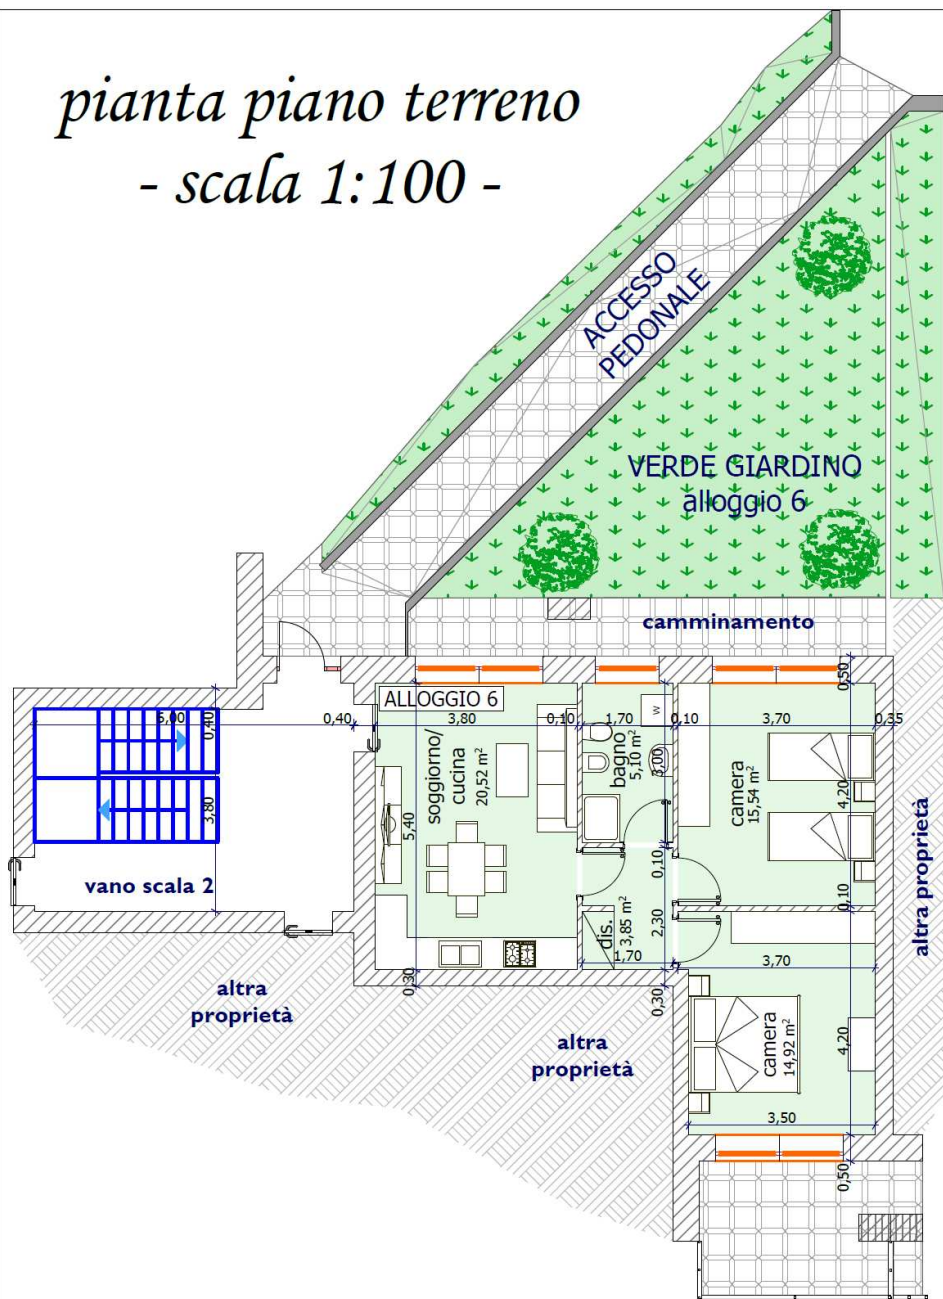 pianta piano terreno
- scala 1:100 -
ACCESSO
PEDONALE
VERDE GIARDINO
alloggio 6
camminamento
0,50
ALLOGGIO 6
5,00
0,40
0,40
3,80
0,10
1,70
0,10
3,70
0,35
W
soggiorno/
cucina
20,52 m²
bagno
5,10 m²
3,00
camera
15,54 m²
4,20
3,80
5,40
altra proprietà
vano scala 2
0,10
0,10
dis.
3,85 m²
2,30
1,70
3,70
0,30
0,30
altra
proprietà
altra
proprietà
camera
14,92 m²
4,20
3,50
0,50